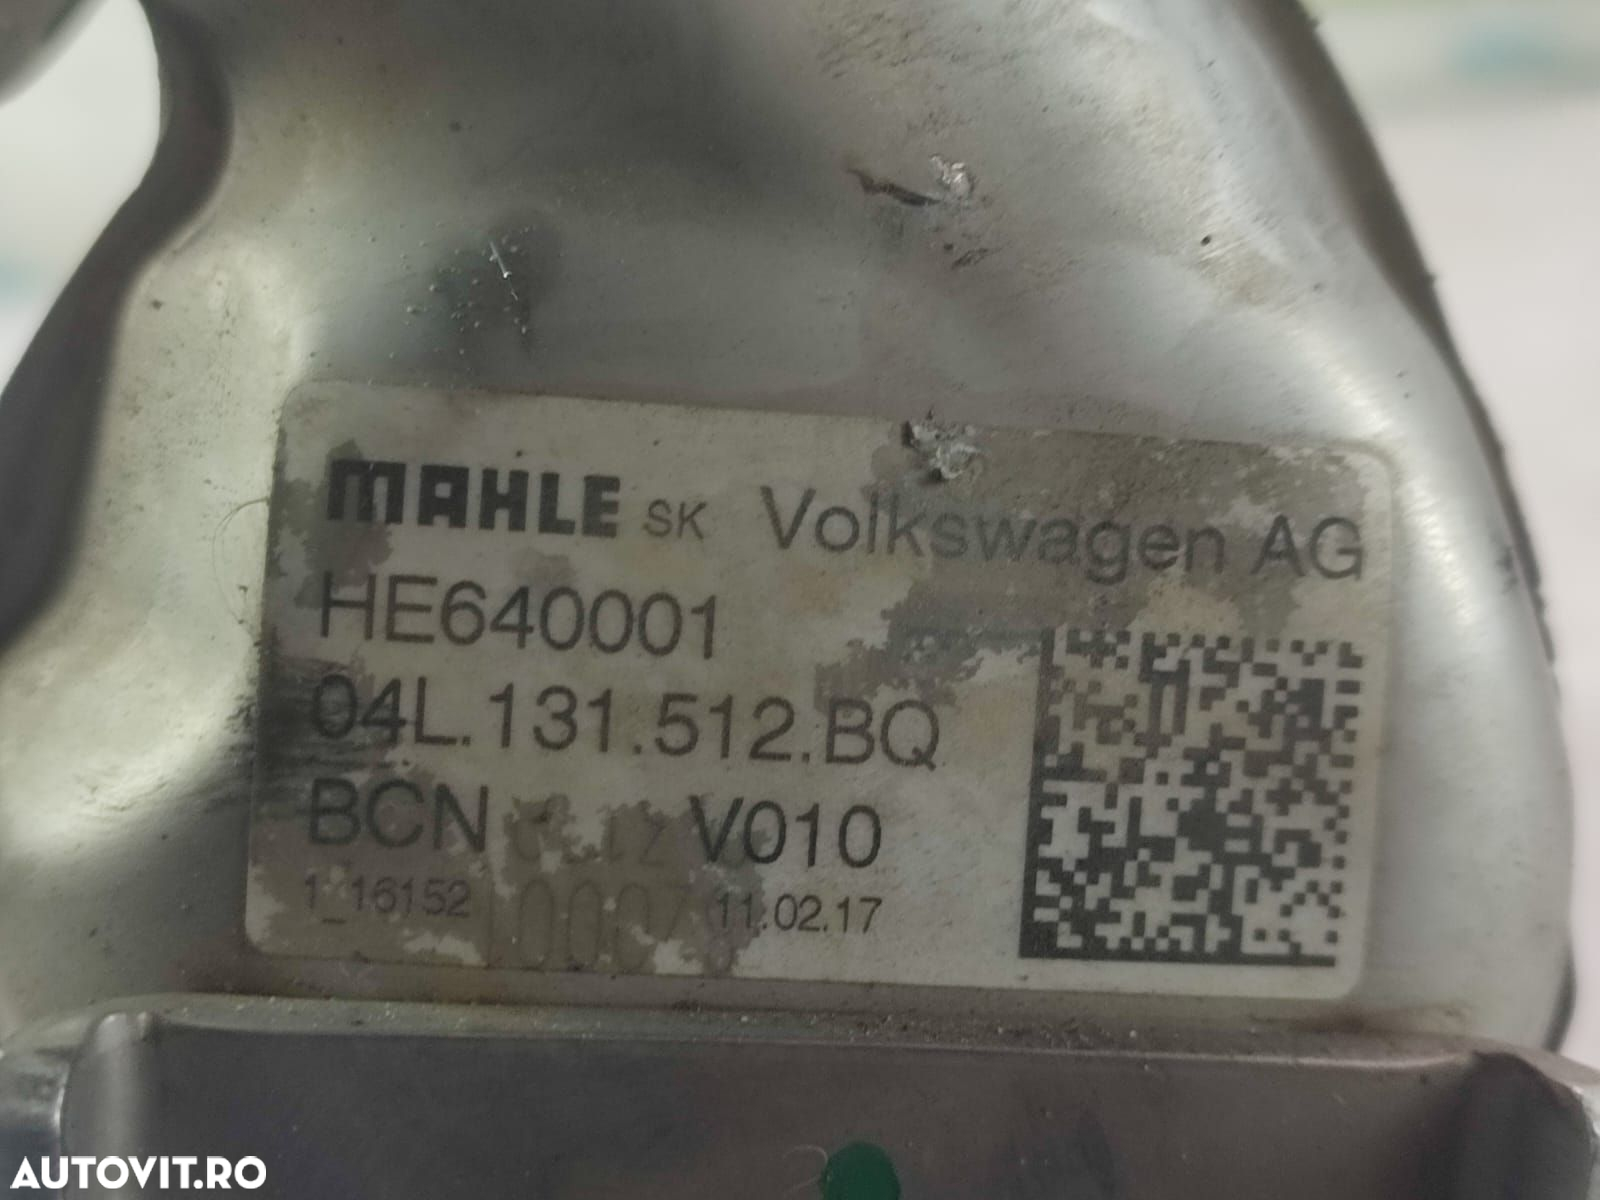 MAHLE SK Volkswagen AG
HE640001
04L.131.512.BQ
BCN V010
1_16152 11.02.17
AUTOVIT.RO